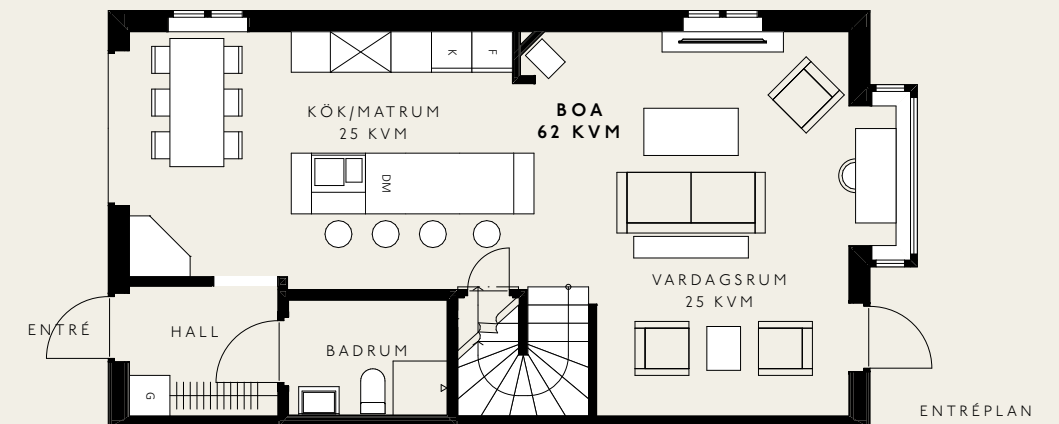 K
F
KÖK/MATRUM
25 KVM
BOA
62 KVM
DM
VARDAGSRUM
25 KVM
ENTRÉ
HALL
BADRUM
G
ENTRÉPLAN